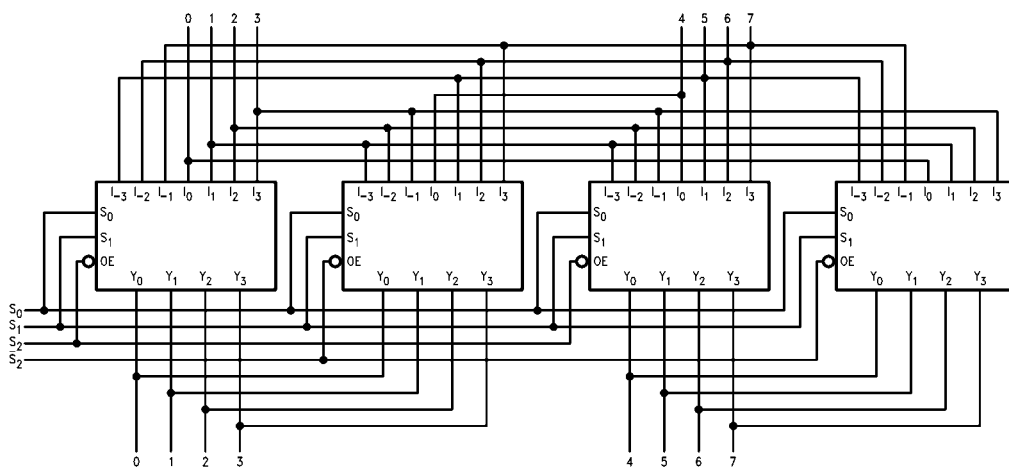 0 1 2 3 4 5 6 7
I-3 I-2 I-1 I0 I1 I2 I3 I-3 I-2 I-1 I0 I1 I2 I3 I-3 I-2 I-1 I0 I1 I2 I3 I-3 I-2 I-1 I0 I1 I2 I3
S0 S0 S0 S0
S1 S1 S1 S1
OE OE OE OE
Y0 Y1 Y2 Y3 Y0 Y1 Y2 Y3 Y0 Y1 Y2 Y3 Y0 Y1 Y2 Y3
S0
S1
S2
S̅2
0 1 2 3 4 5 6 7